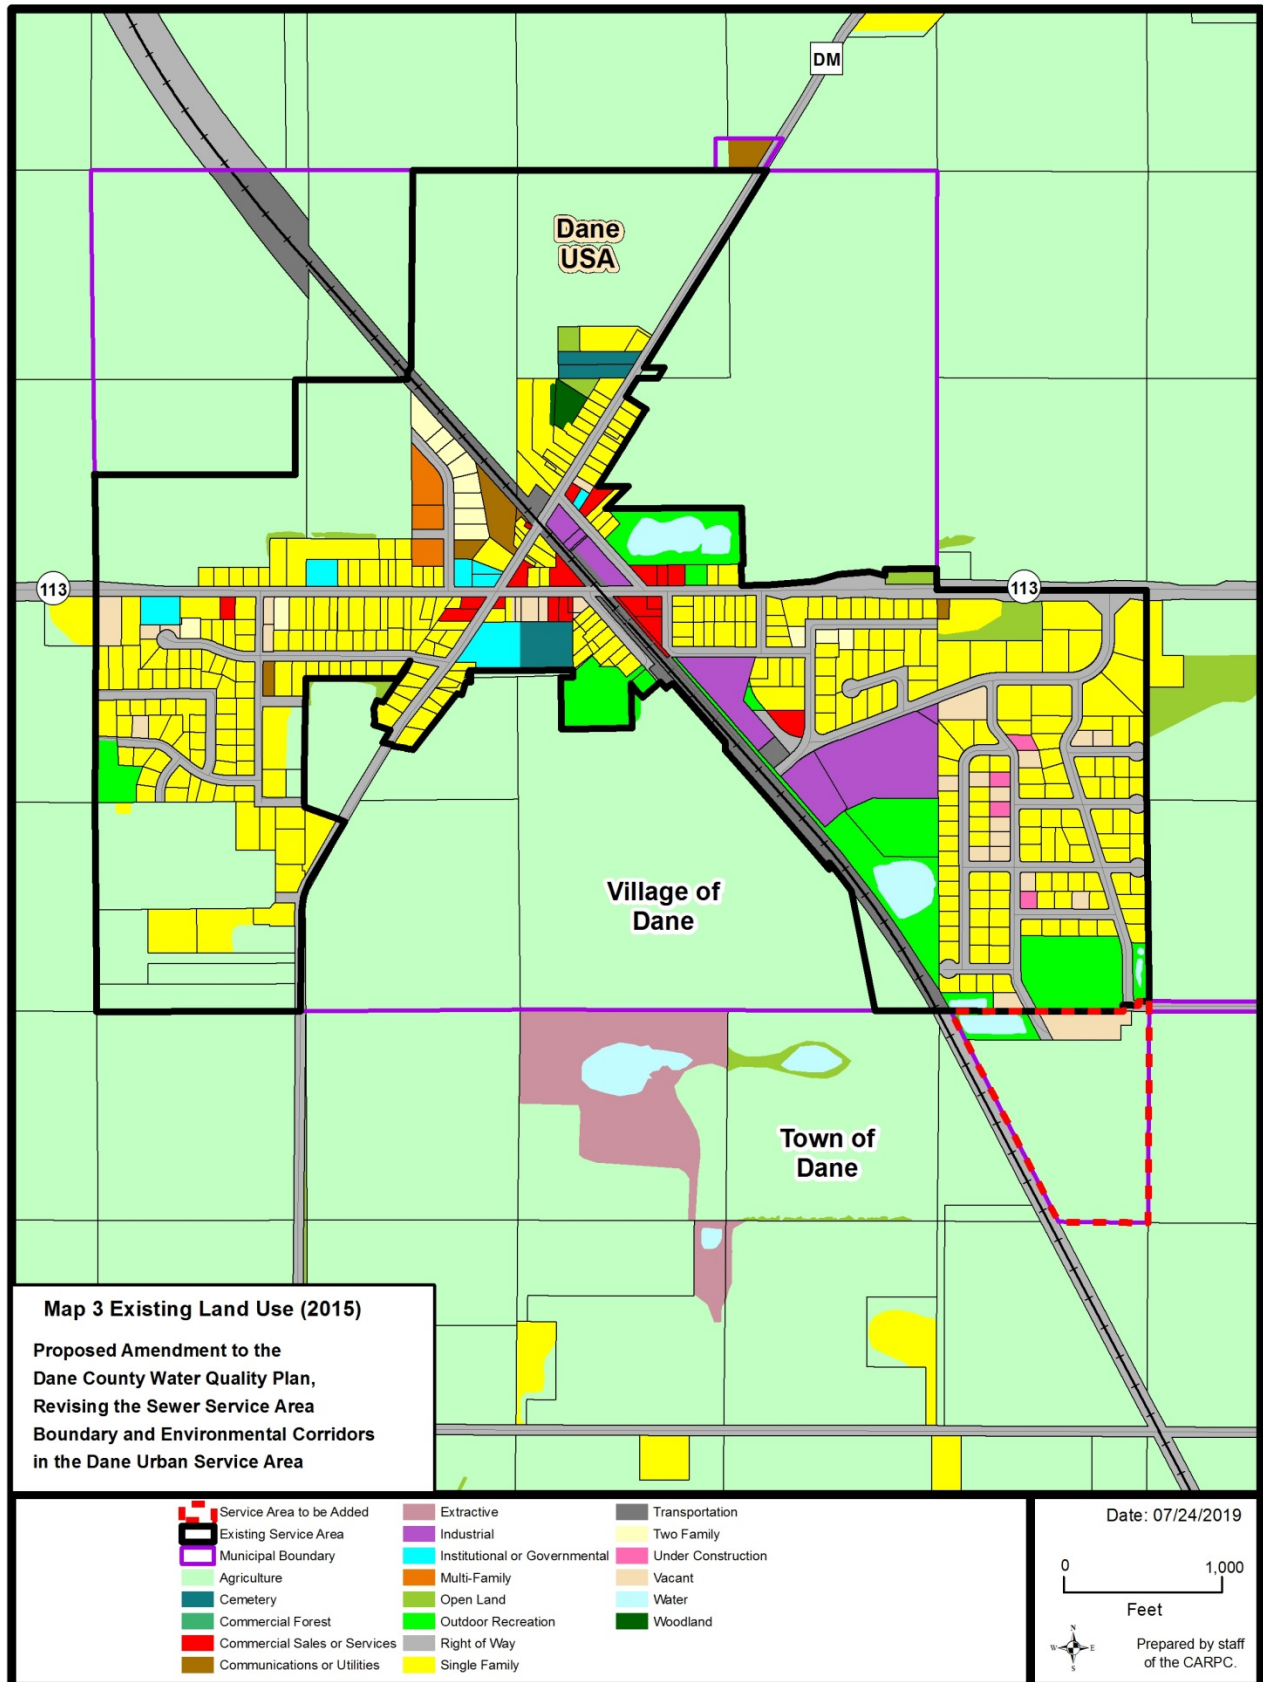 DM
Dane
USA
113
113
Village of
Dane
Town of
Dane
Map 3 Existing Land Use (2015)
Proposed Amendment to the
Dane County Water Quality Plan,
Revising the Sewer Service Area
Boundary and Environmental Corridors
in the Dane Urban Service Area
Service Area to be Added
Existing Service Area
Municipal Boundary
Agriculture
Cemetery
Commercial Forest
Commercial Sales or Services
Communications or Utilities
Extractive
Industrial
Institutional or Governmental
Multi-Family
Open Land
Outdoor Recreation
Right of Way
Single Family
Transportation
Two Family
Under Construction
Vacant
Water
Woodland
Date: 07/24/2019
0 1,000
Feet
N
W E
S
Prepared by staff
of the CARPC.